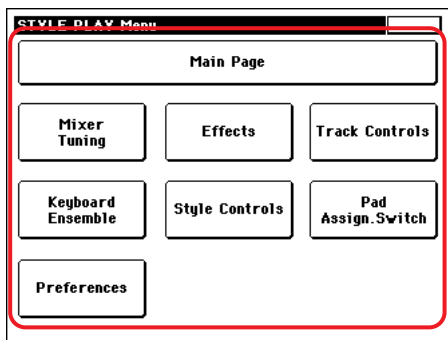 STYLE PLAY Menu
Main Page
Mixer
Tuning
Effects
Track Controls
Keyboard
Ensemble
Style Controls
Pad
Assign.Switch
Preferences